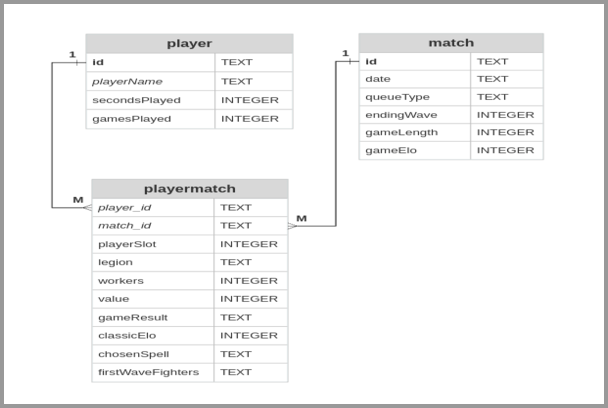 player
id TEXT
playerName TEXT
secondsPlayed INTEGER
gamesPlayed INTEGER
1
M
match
id TEXT
date TEXT
queueType TEXT
endingWave INTEGER
gameLength INTEGER
gameElo INTEGER
1
M
playermatch
player_id TEXT
match_id TEXT
playerSlot INTEGER
legion TEXT
workers INTEGER
value INTEGER
gameResult TEXT
classicElo INTEGER
chosenSpell TEXT
firstWaveFighters TEXT